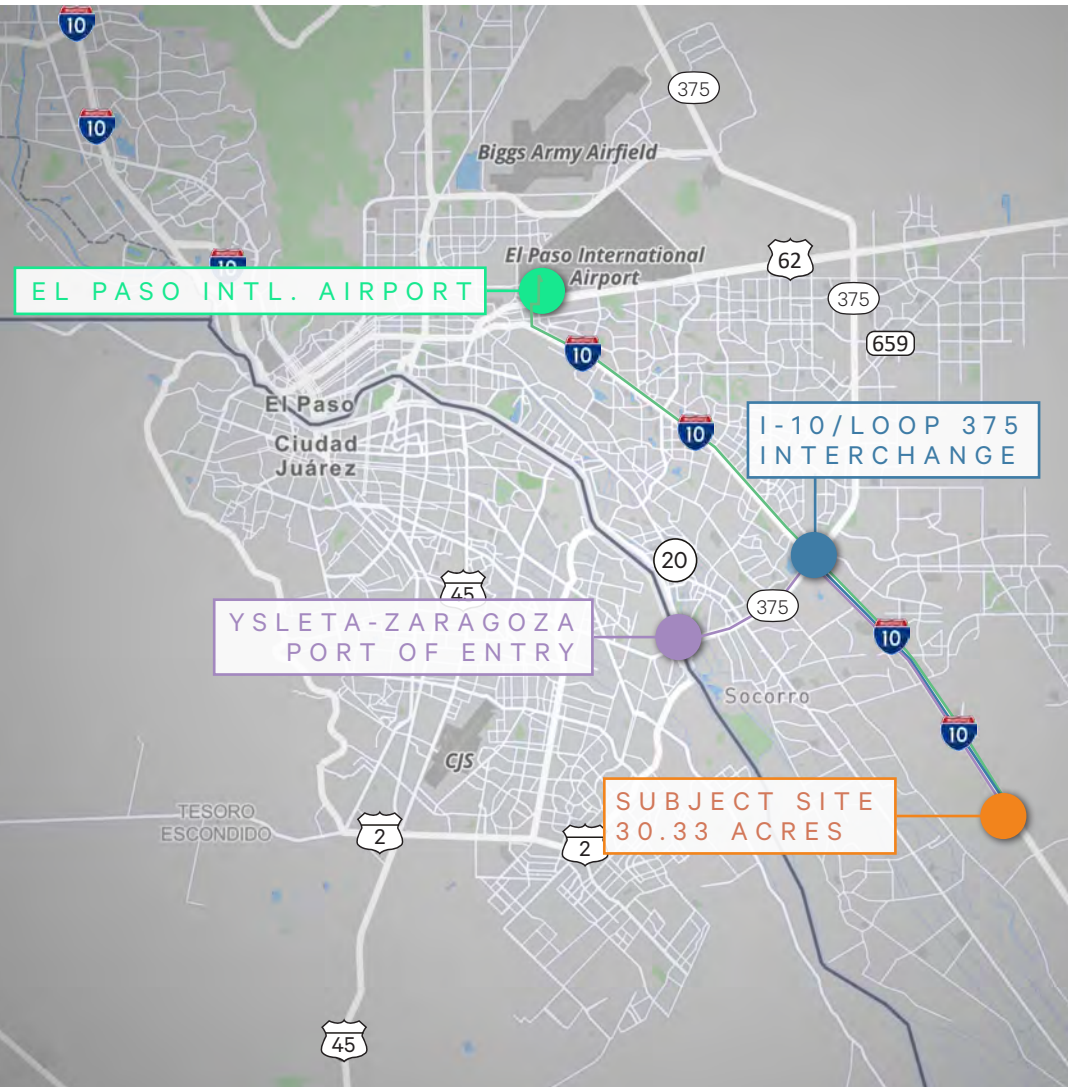 10
10
375
Biggs Army Airfield
El Paso International
Airport
62
10
EL PASO INTL. AIRPORT
375
659
10
El Paso
I-10/LOOP 375
INTERCHANGE
10
Ciudad
Juárez
20
45
375
YSLETA-ZARAGOZA
PORT OF ENTRY
10
Socorro
10
CJS
SUBJECT SITE
30.33 ACRES
TESORO
ESCONDIDO
2
2
45